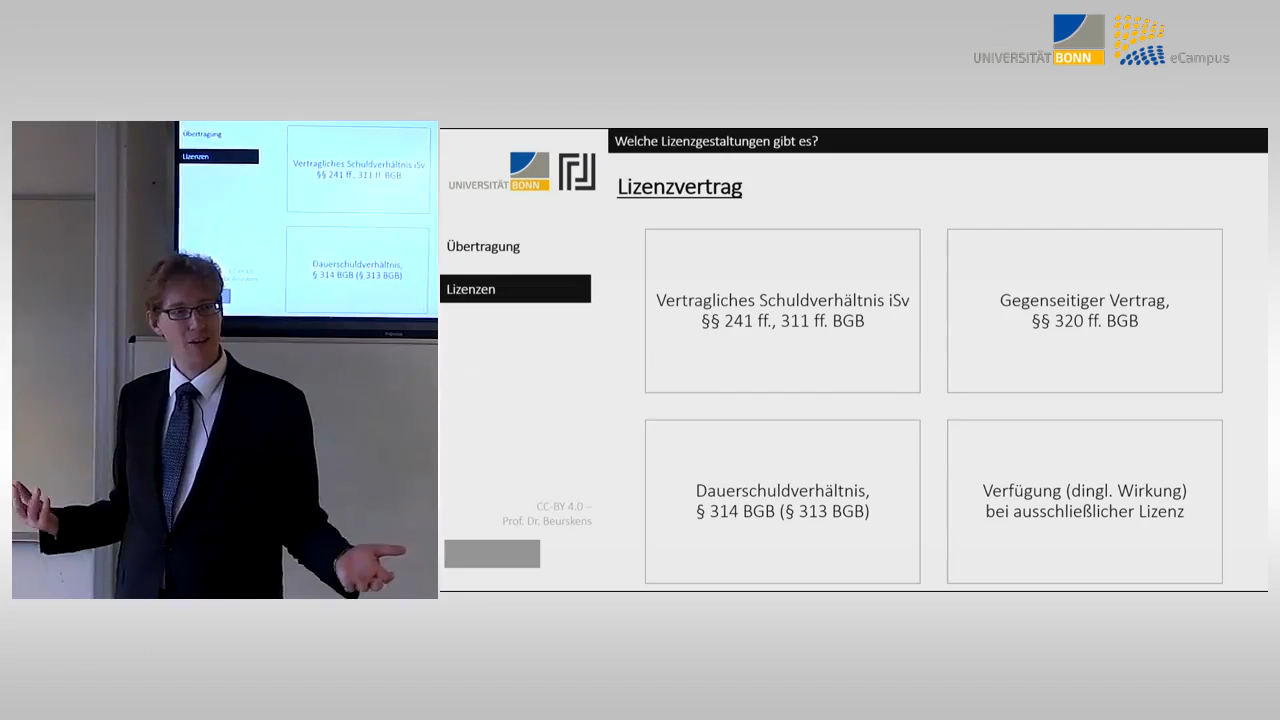 UNIVERSITÄT BONN eCampus
Übertragung
Lizenzen
Vertragliches Schuldverhältnis iSv
§§ 241 ff., 311 ff. BGB
Dauerschuldverhältnis,
§ 314 BGB (§ 313 BGB)
Welche Lizenzgestaltungen gibt es?
UNIVERSITÄT BONN
Lizenzvertrag
Übertragung
Lizenzen
CC-BY 4.0 –
Prof. Dr. Beurskens
Vertragliches Schuldverhältnis iSv
§§ 241 ff., 311 ff. BGB
Gegenseitiger Vertrag,
§§ 320 ff. BGB
Dauerschuldverhältnis,
§ 314 BGB (§ 313 BGB)
Verfügung (dingl. Wirkung)
bei ausschließlicher Lizenz